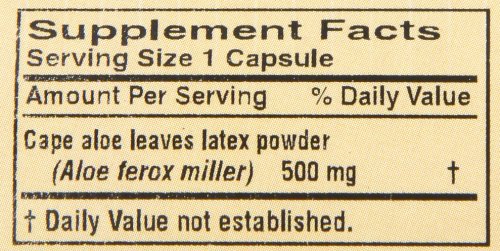 Supplement Facts
Serving Size 1 Capsule
Amount Per Serving % Daily Value
Cape aloe leaves latex powder
(Aloe ferox miller) 500 mg †
† Daily Value not established.